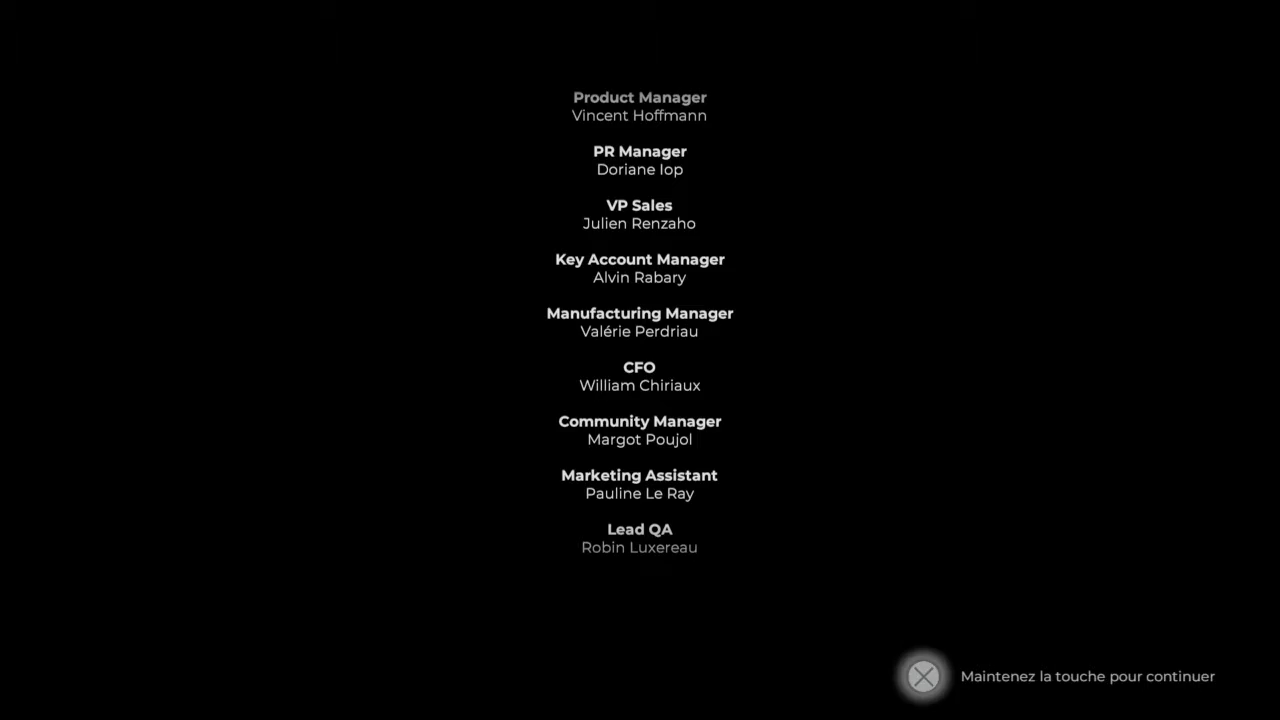 Product Manager
Vincent Hoffmann
PR Manager
Doriane Iop
VP Sales
Julien Renzaho
Key Account Manager
Alvin Rabary
Manufacturing Manager
Valérie Perdriau
CFO
William Chiriaux
Community Manager
Margot Poujol
Marketing Assistant
Pauline Le Ray
Lead QA
Robin Luxereau
Maintenez la touche pour continuer